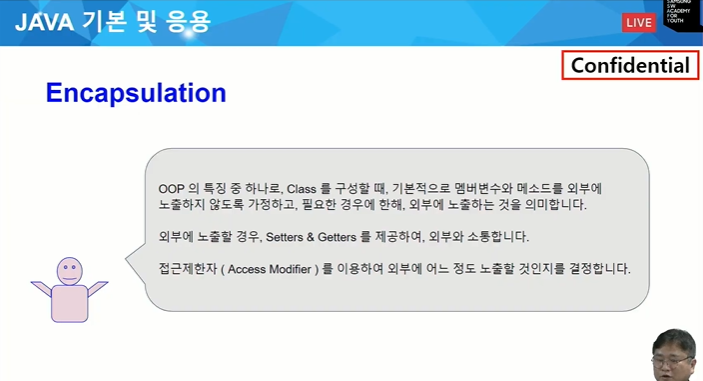 JAVA 기본 및 응용
LIVE
SAMSUNG
SW
ACADEMY
FOR
YOUTH
Confidential
Encapsulation
OOP 의 특징 중 하나로, Class 를 구성할 때, 기본적으로 멤버변수와 메소드를 외부에
노출하지 않도록 가정하고, 필요한 경우에 한해, 외부에 노출하는 것을 의미합니다.
외부에 노출할 경우, Setters & Getters 를 제공하여, 외부와 소통합니다.
접근제한자 ( Access Modifier ) 를 이용하여 외부에 어느 정도 노출할 것인지를 결정합니다.